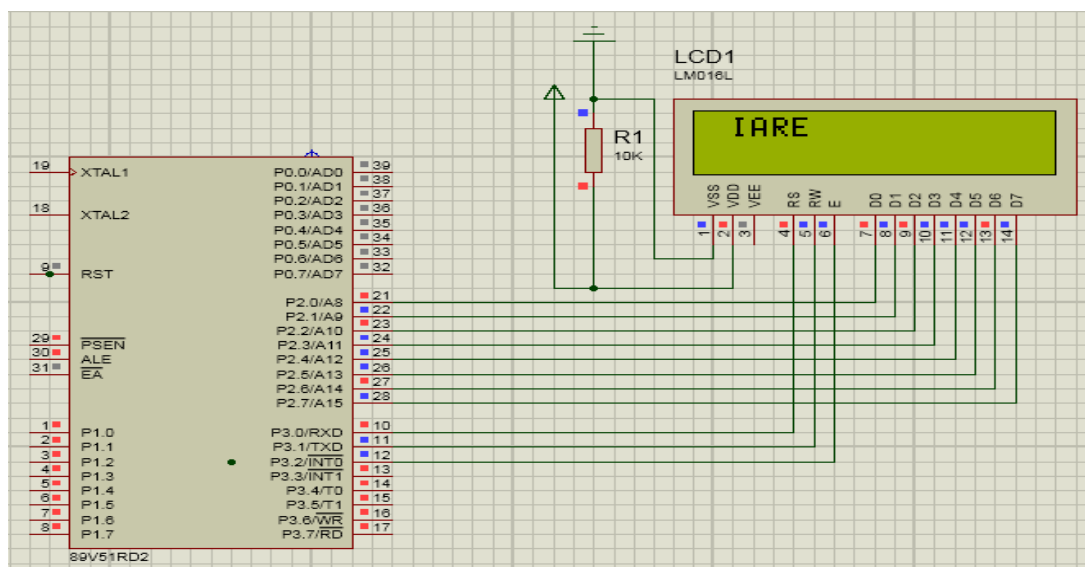 LCD1
LM016L
IARE
R1
10K
VSS VDD VEE RS RW E D0 D1 D2 D3 D4 D5 D6 D7
1 2 3 4 5 6 7 8 9 10 11 12 13 14
19 XTAL1
18 XTAL2
9 RST
29 PSEN
30 ALE
31 EA
1 P1.0
2 P1.1
3 P1.2
4 P1.3
5 P1.4
6 P1.5
7 P1.6
8 P1.7
P0.0/AD0 39
P0.1/AD1 38
P0.2/AD2 37
P0.3/AD3 36
P0.4/AD4 35
P0.5/AD5 34
P0.6/AD6 33
P0.7/AD7 32
P2.0/A8 21
P2.1/A9 22
P2.2/A10 23
P2.3/A11 24
P2.4/A12 25
P2.5/A13 26
P2.6/A14 27
P2.7/A15 28
P3.0/RXD 10
P3.1/TXD 11
P3.2/INT0 12
P3.3/INT1 13
P3.4/T0 14
P3.5/T1 15
P3.6/WR 16
P3.7/RD 17
89V51RD2